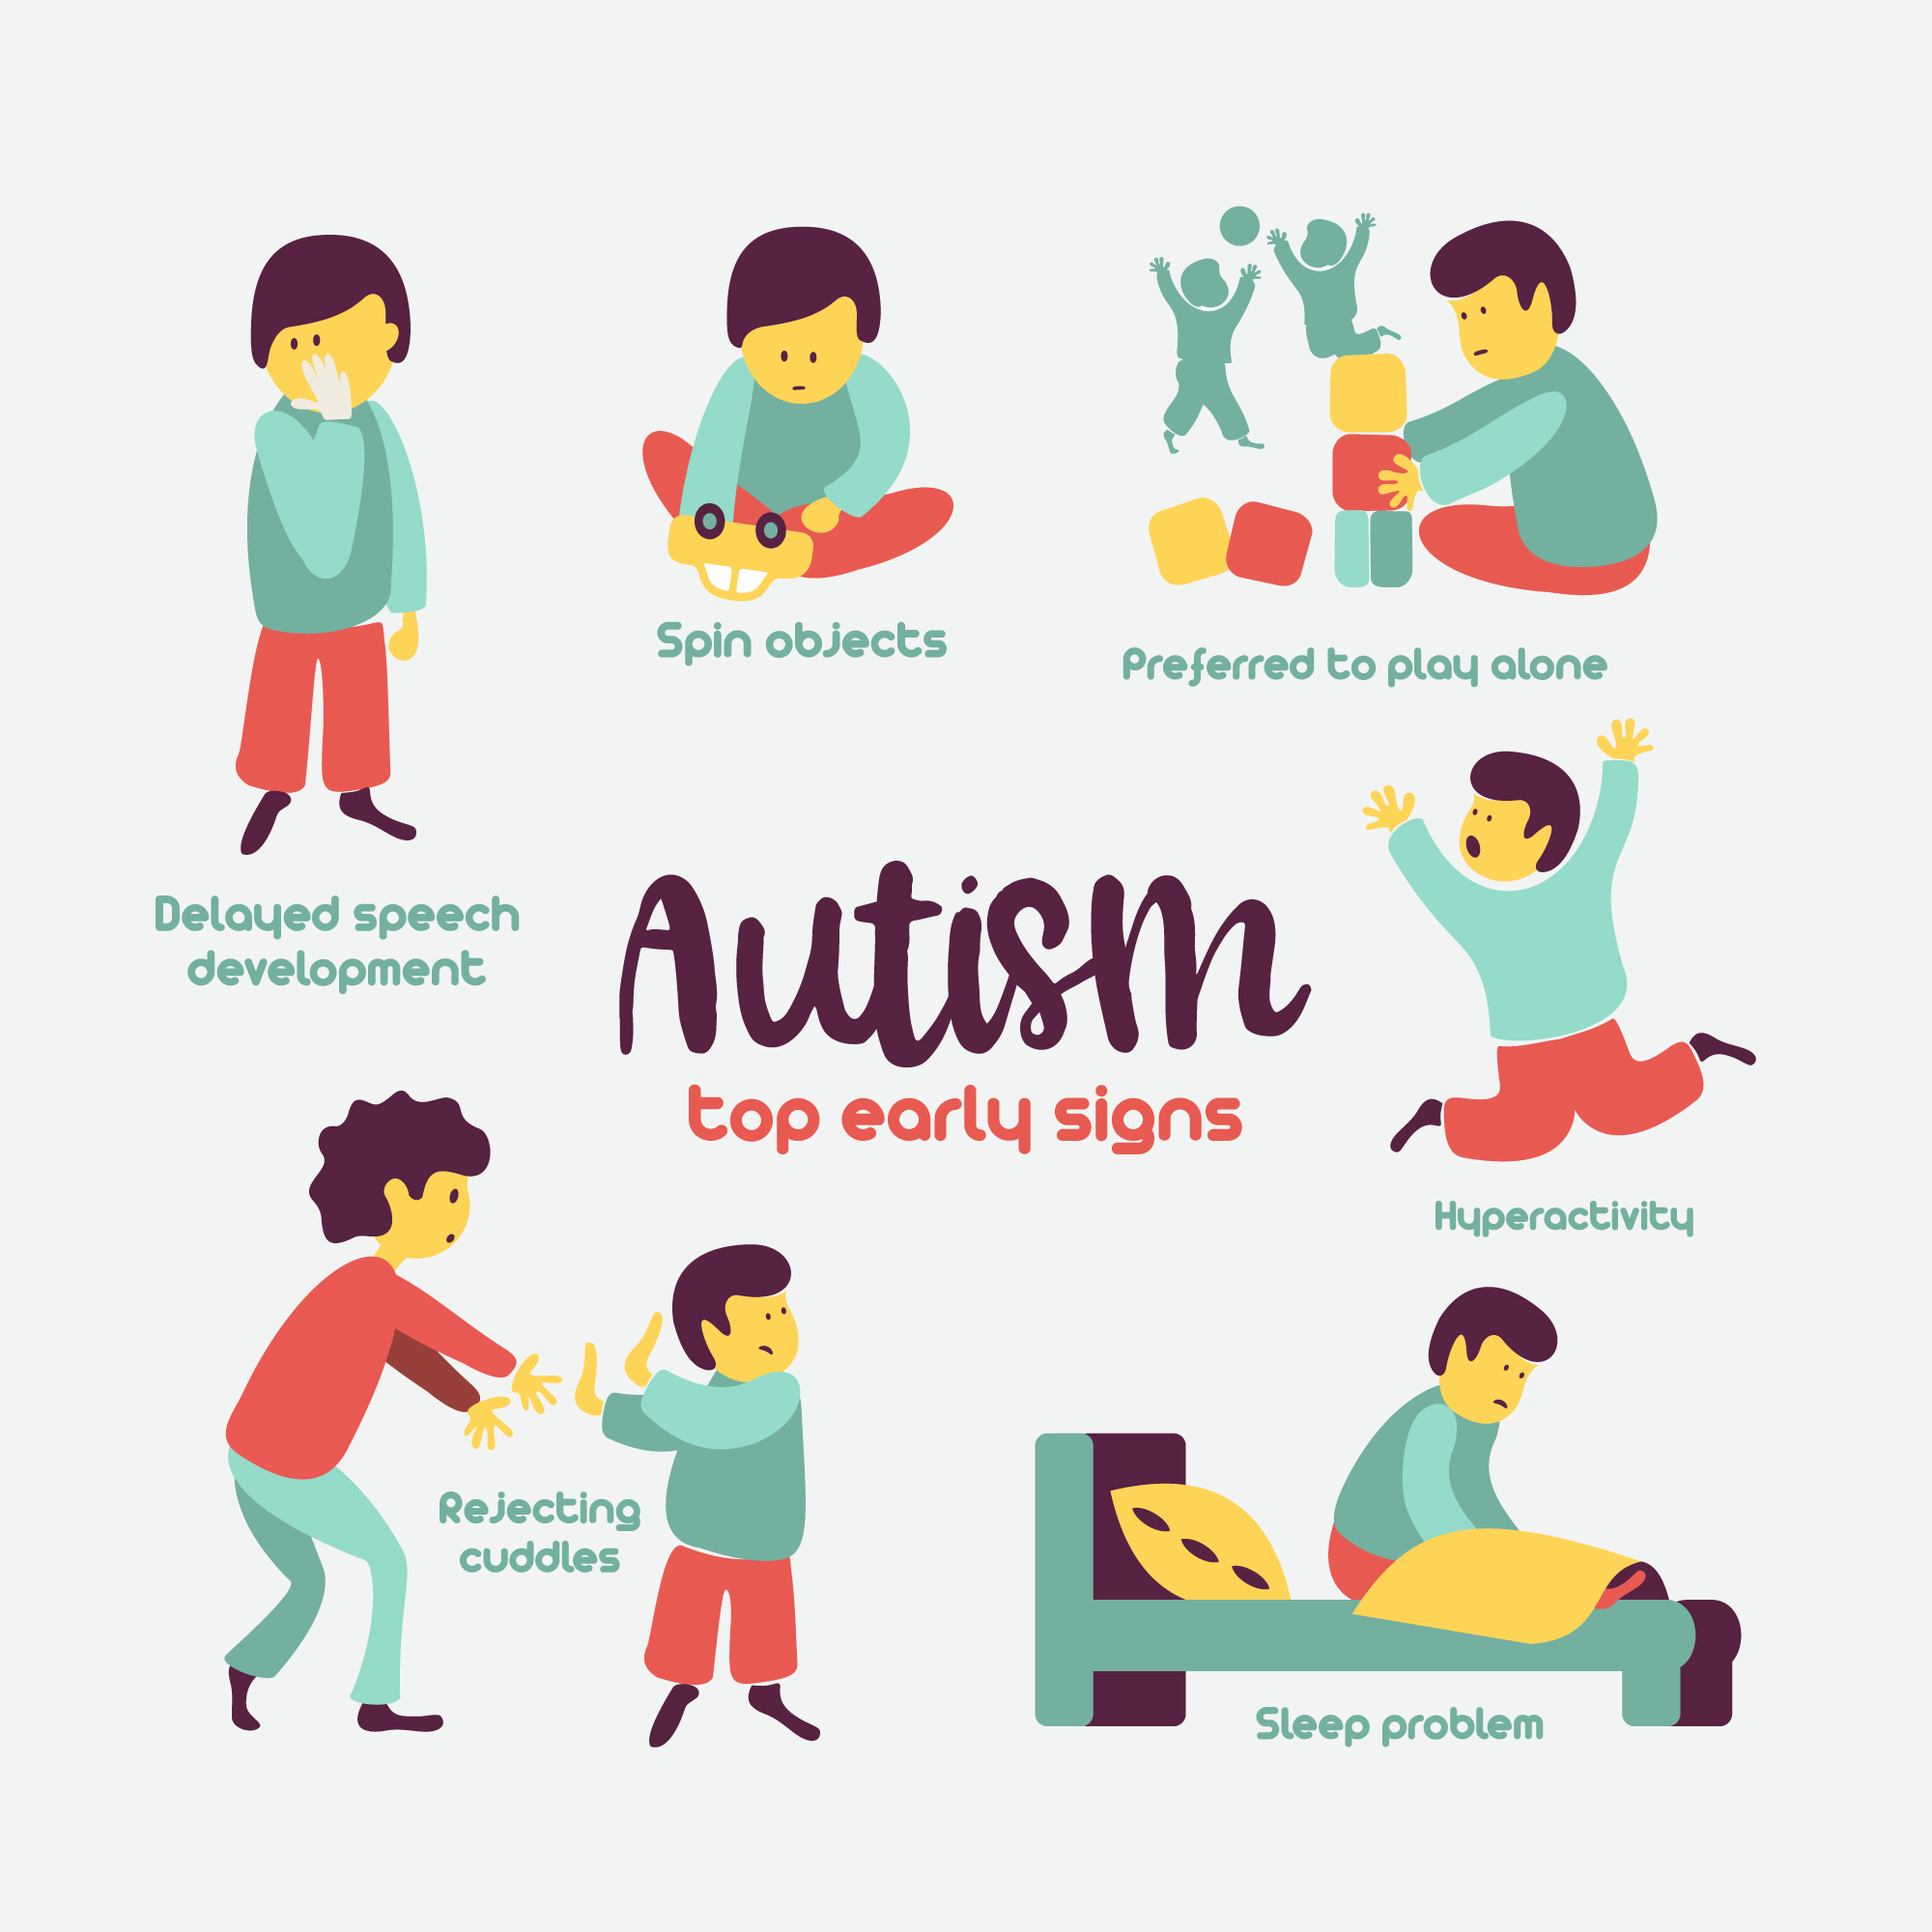 Spin objects
Preferred to play alone
Delayed speech
development
Autism
top early signs
Hyperactivity
Rejecting
cuddles
Sleep problem